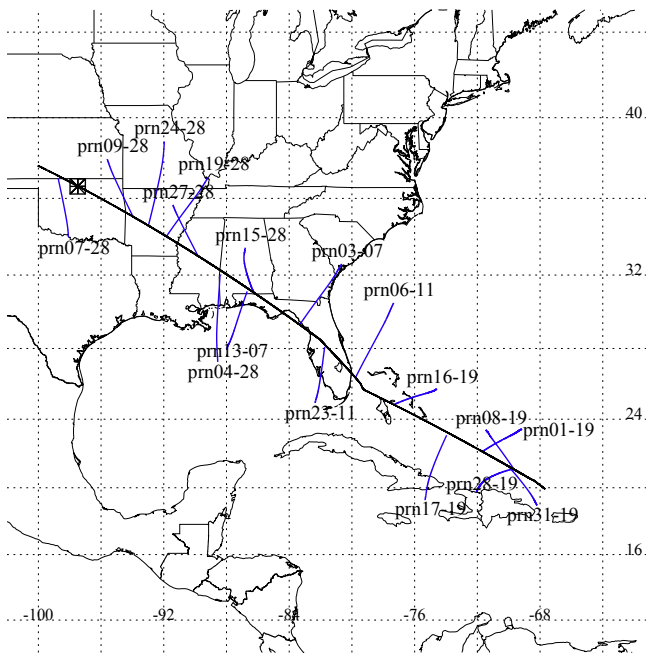 40
prn24-28
prn09-28
prn19-28
prn27-28
prn15-28
prn07-28
prn03-07
32
prn06-11
prn13-07
prn04-28
prn16-19
prn23-11
prn08-19
24
prn01-19
prn28-19
prn17-19
prn31-19
16
-100
-92
-84
-76
-68